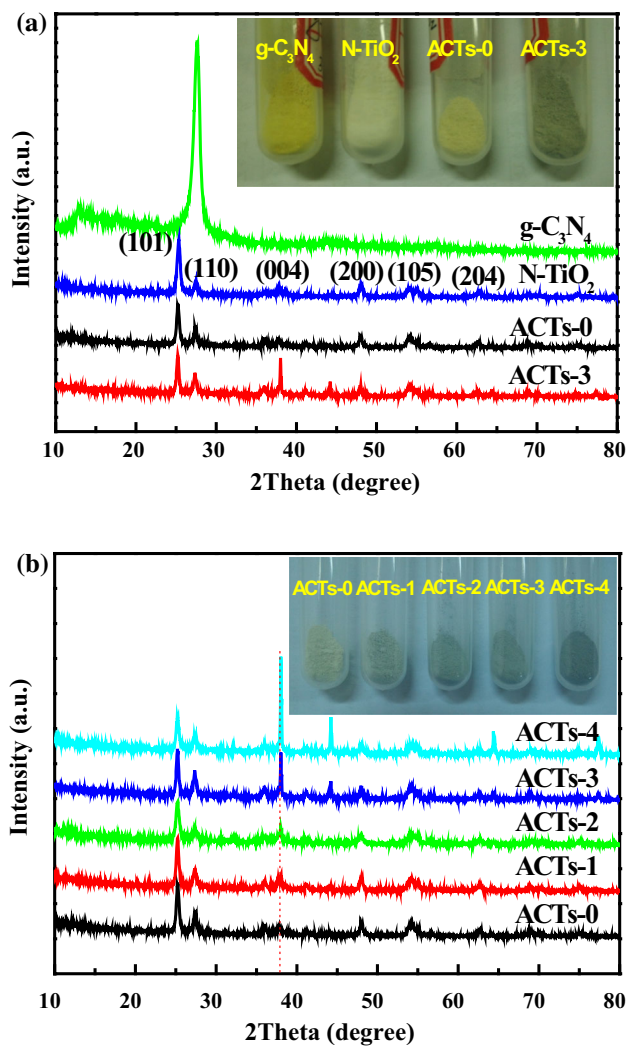 (a)
g-C₃N₄ N-TiO₂ ACTs-0 ACTs-3
Intensity (a.u.)
g-C₃N₄
(101) (110) (004) (200) (105) (204)
N-TiO₂
ACTs-0
ACTs-3
10 20 30 40 50 60 70 80
2Theta (degree)
(b)
ACTs-0 ACTs-1 ACTs-2 ACTs-3 ACTs-4
Intensity (a.u.)
ACTs-4
ACTs-3
ACTs-2
ACTs-1
ACTs-0
10 20 30 40 50 60 70 80
2Theta (degree)